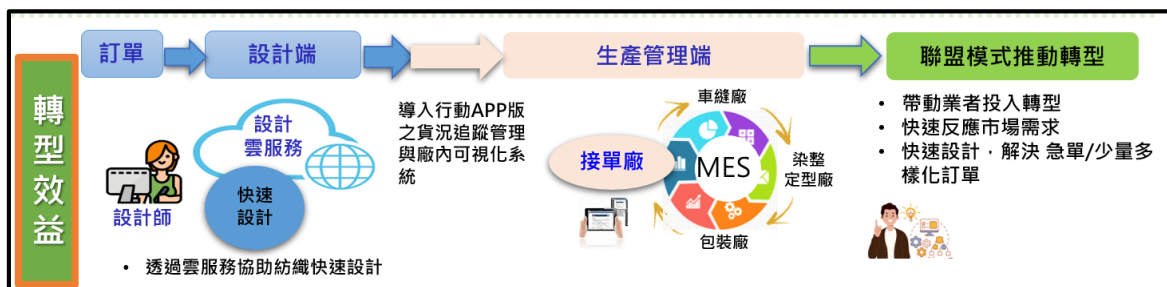 轉型效益
訂單
設計端
生產管理端
聯盟模式推動轉型
設計
雲服務
快速
設計
設計師
• 透過雲服務協助紡織快速設計
導入行動APP版
之貨況追蹤管理
與廠內可視化系
統
接單廠
車縫廠
MES
染整
定型廠
包裝廠
• 帶動業者投入轉型
• 快速反應市場需求
• 快速設計，解決 急單/少量多
樣化訂單